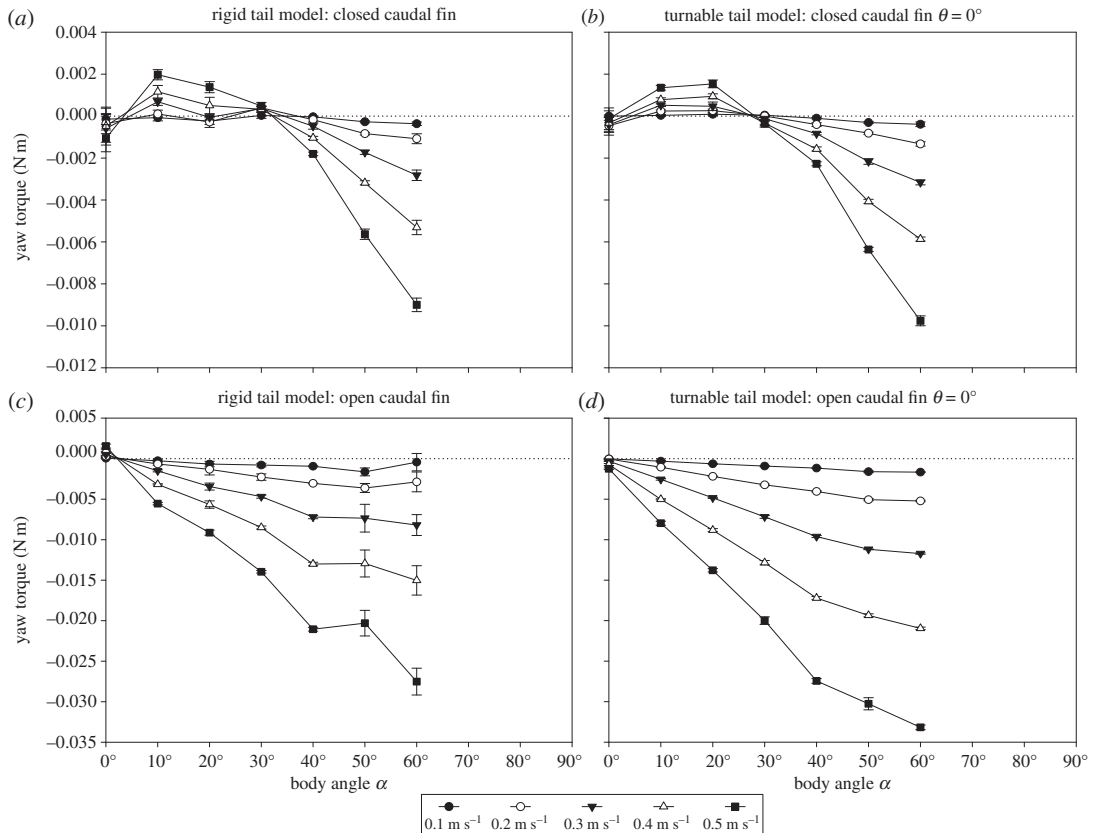 (a) rigid tail model: closed caudal fin
0.004
0.002
0.000
−0.002
−0.004
−0.006
−0.008
−0.010
−0.012
yaw torque (N m)
(b) turnable tail model: closed caudal fin θ = 0°
(c) rigid tail model: open caudal fin
0.005
0.000
−0.005
−0.010
−0.015
−0.020
−0.025
−0.030
−0.035
yaw torque (N m)
0° 10° 20° 30° 40° 50° 60° 70° 80° 90°
body angle α
(d) turnable tail model: open caudal fin θ = 0°
0° 10° 20° 30° 40° 50° 60° 70° 80° 90°
body angle α
0.1 m s⁻¹ 0.2 m s⁻¹ 0.3 m s⁻¹ 0.4 m s⁻¹ 0.5 m s⁻¹